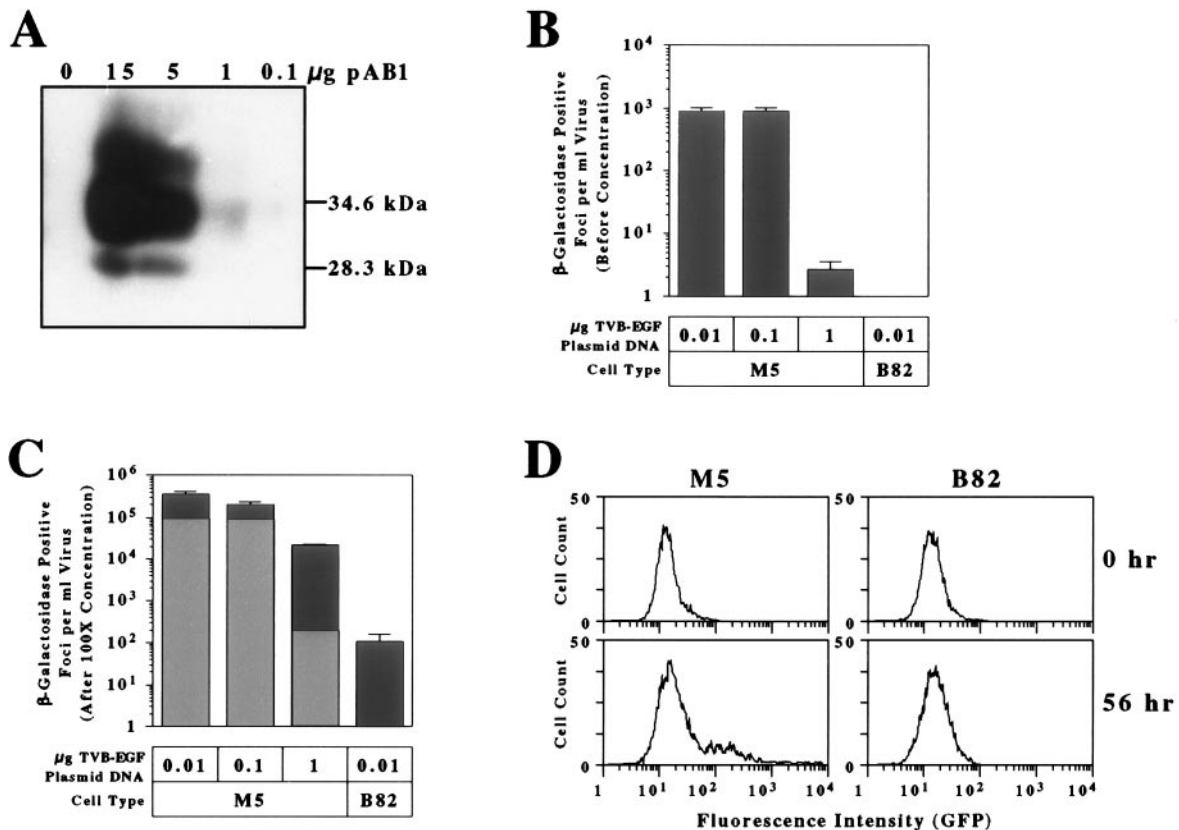 A
0 15 5 1 0.1 µg pAB1
34.6 kDa
28.3 kDa
B
β-Galactosidase Positive
Foci per ml Virus
(Before Concentration)
10⁴
10³
10²
10¹
1
µg TVB-EGF
Plasmid DNA
0.01 0.1 1 0.01
Cell Type M5 B82
C
β-Galactosidase Positive
Foci per ml Virus
(After 100X Concentration)
10⁶
10⁵
10⁴
10³
10²
10¹
1
µg TVB-EGF
Plasmid DNA
0.01 0.1 1 0.01
Cell Type M5 B82
D
M5 B82
50 50
Cell Count
0 0
0 hr
50 50
Cell Count
0 0
56 hr
1 10¹ 10² 10³ 10⁴ 1 10¹ 10² 10³ 10⁴
Fluorescence Intensity (GFP)